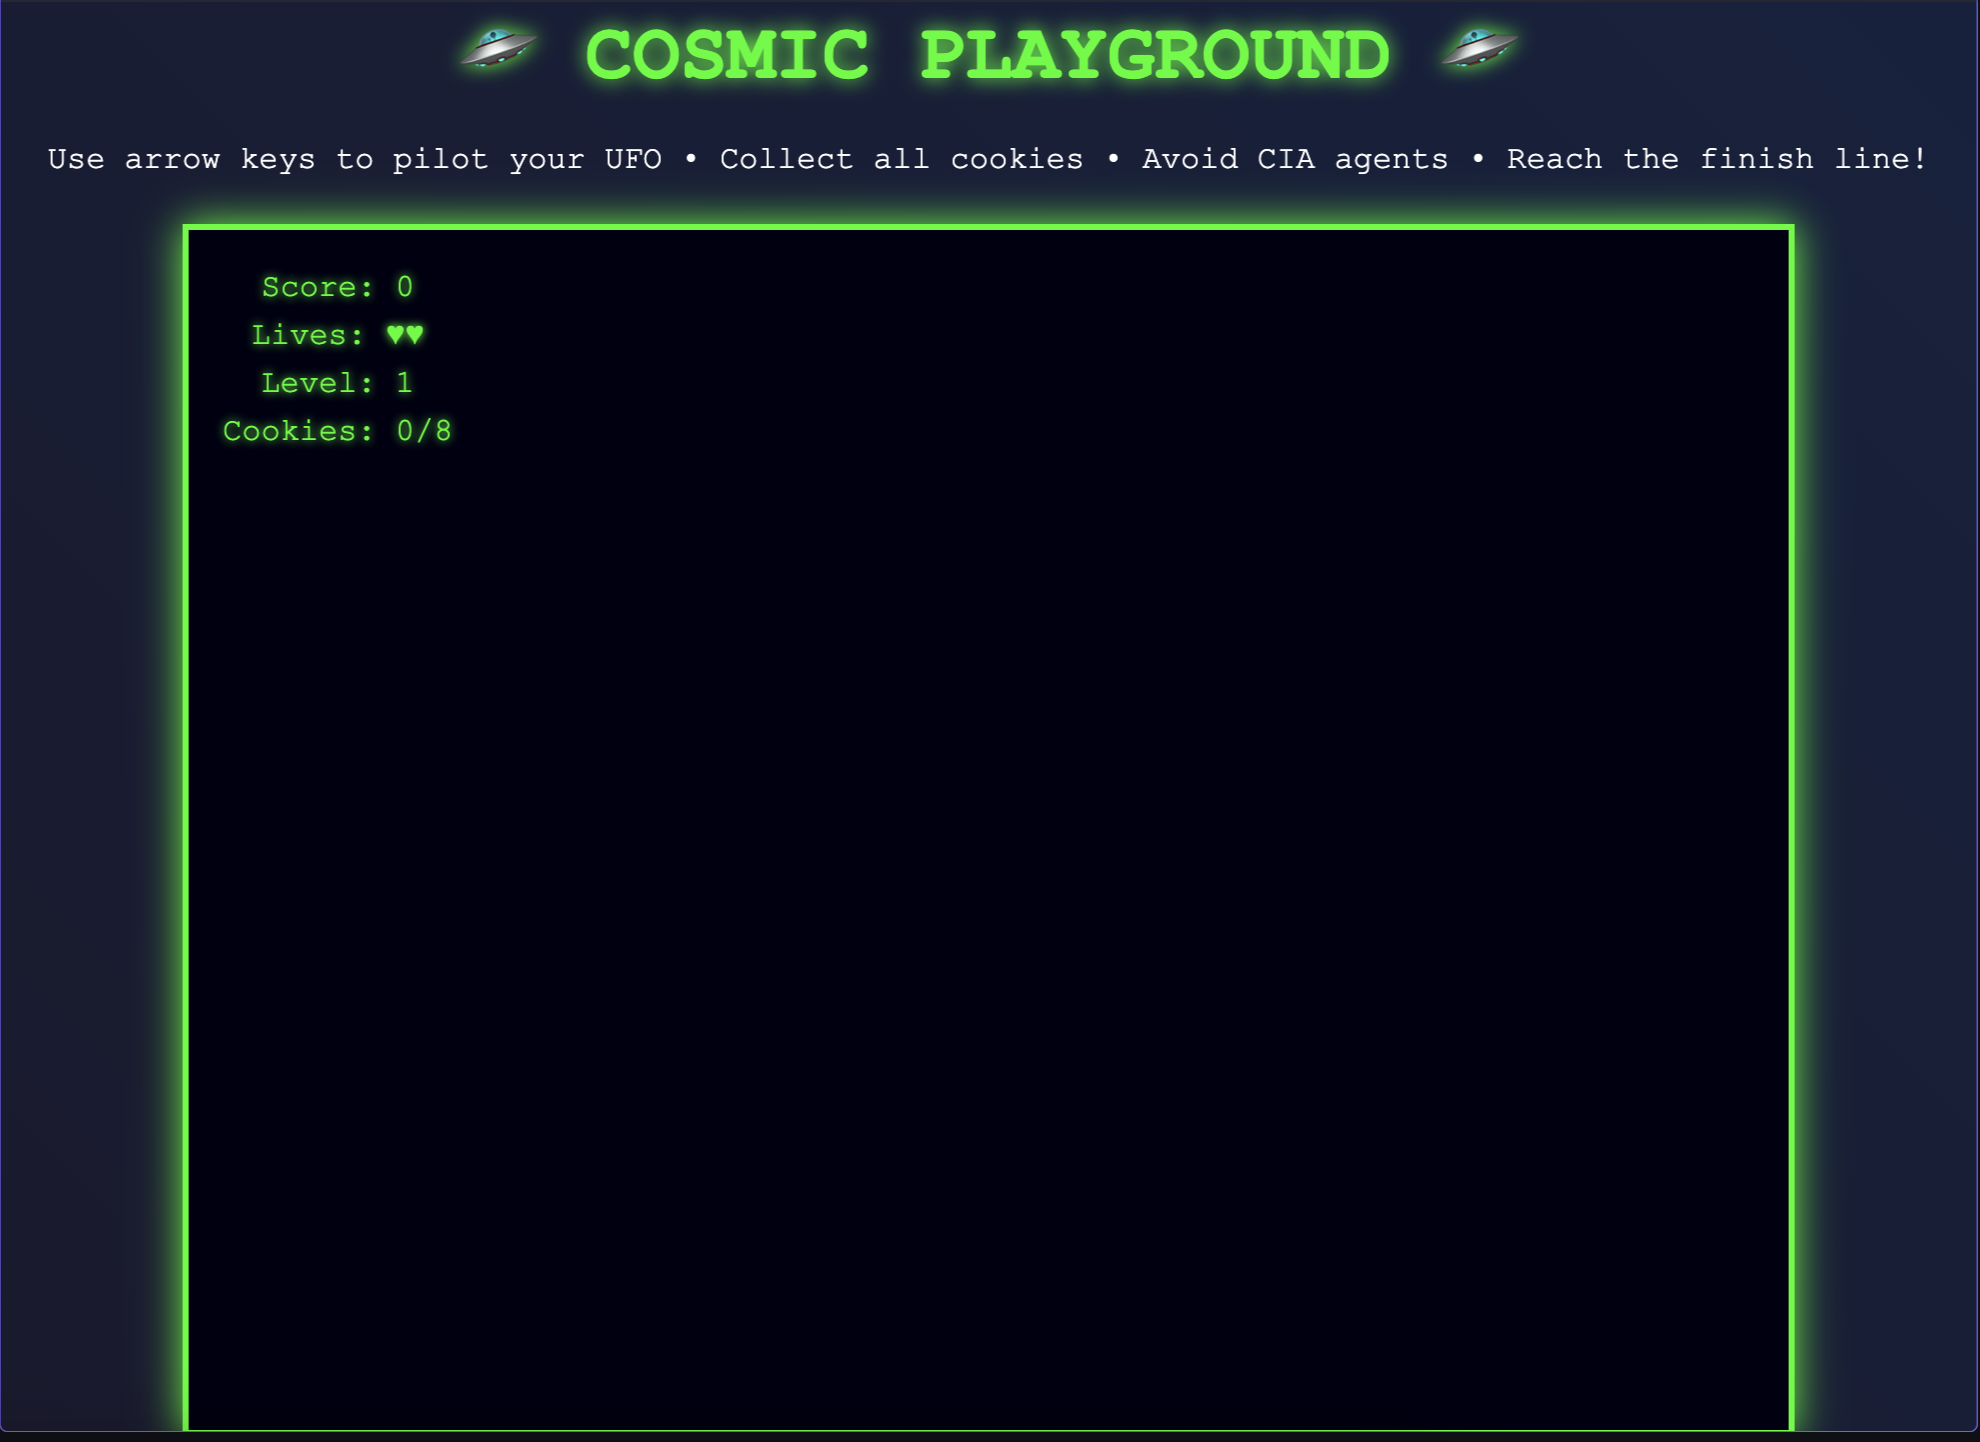 COSMIC PLAYGROUND
Use arrow keys to pilot your UFO • Collect all cookies • Avoid CIA agents • Reach the finish line!
Score: 0
Lives: ♥♥
Level: 1
Cookies: 0/8